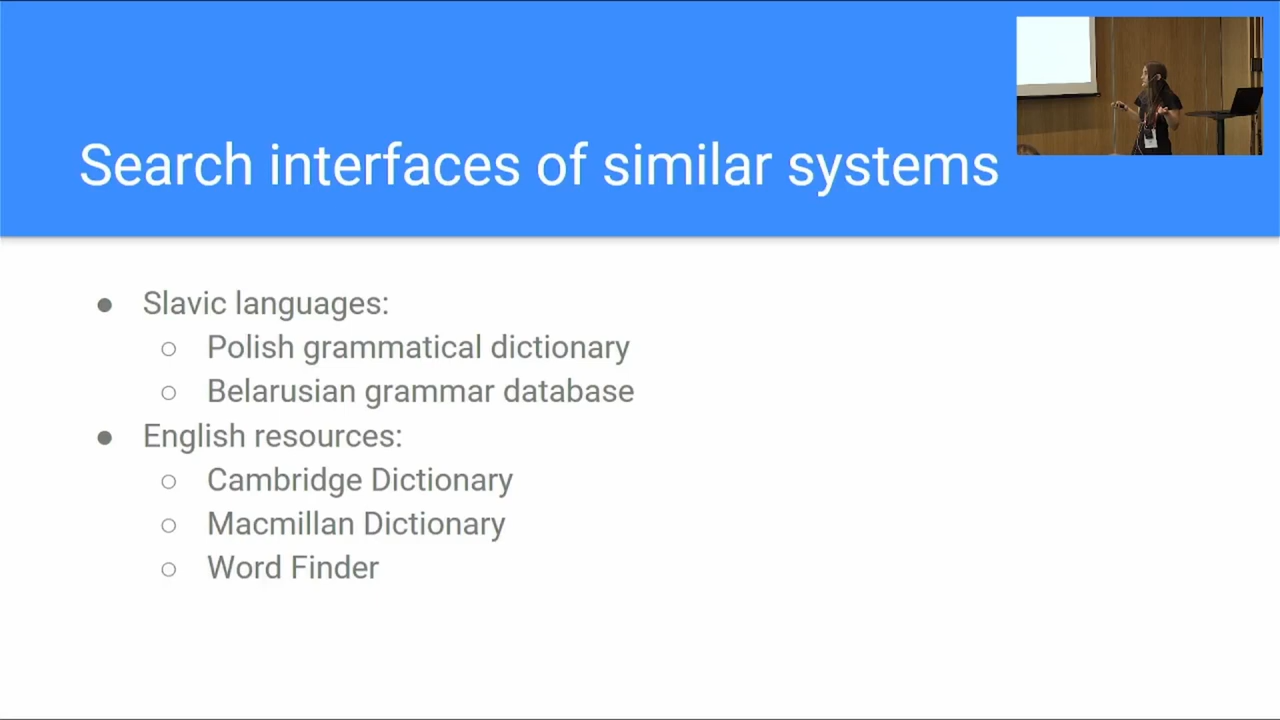 Search interfaces of similar systems
● Slavic languages:
○ Polish grammatical dictionary
○ Belarusian grammar database
● English resources:
○ Cambridge Dictionary
○ Macmillan Dictionary
○ Word Finder